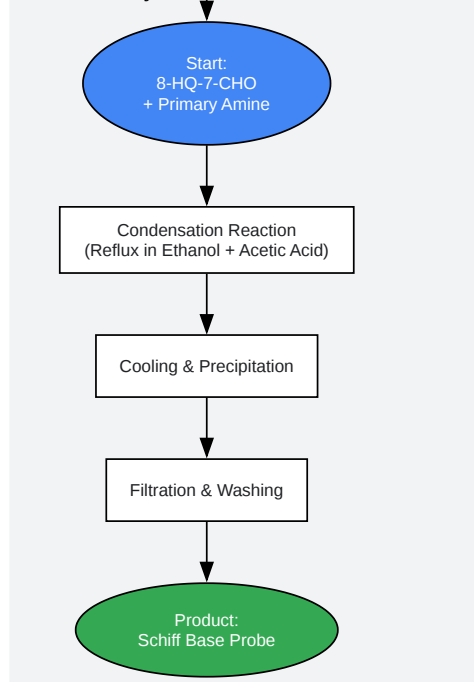 Start:
8-HQ-7-CHO
+ Primary Amine
Condensation Reaction
(Reflux in Ethanol + Acetic Acid)
Cooling & Precipitation
Filtration & Washing
Product:
Schiff Base Probe